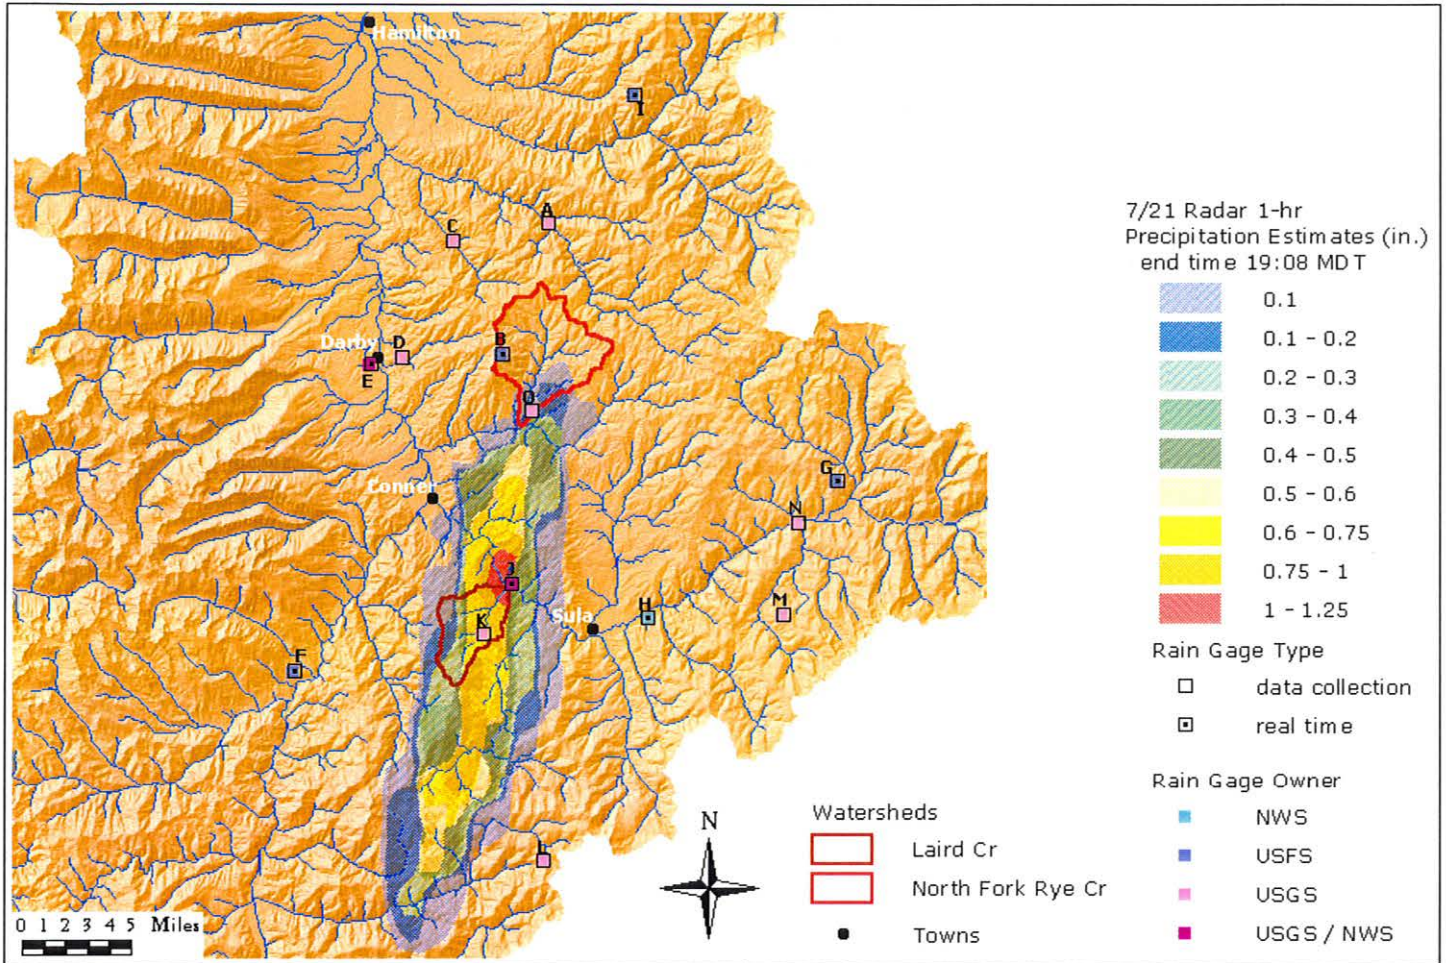 Hamilton
I
A
C
B
Darby
D
E
O
Conner
G
N
J
K
Sula
H
M
F
L
7/21 Radar 1-hr
Precipitation Estimates (in.)
end time 19:08 MDT
0.1
0.1 - 0.2
0.2 - 0.3
0.3 - 0.4
0.4 - 0.5
0.5 - 0.6
0.6 - 0.75
0.75 - 1
1 - 1.25
Rain Gage Type
data collection
real time
Rain Gage Owner
NWS
USFS
USGS
USGS / NWS
Watersheds
Laird Cr
North Fork Rye Cr
Towns
N
0 1 2 3 4 5 Miles